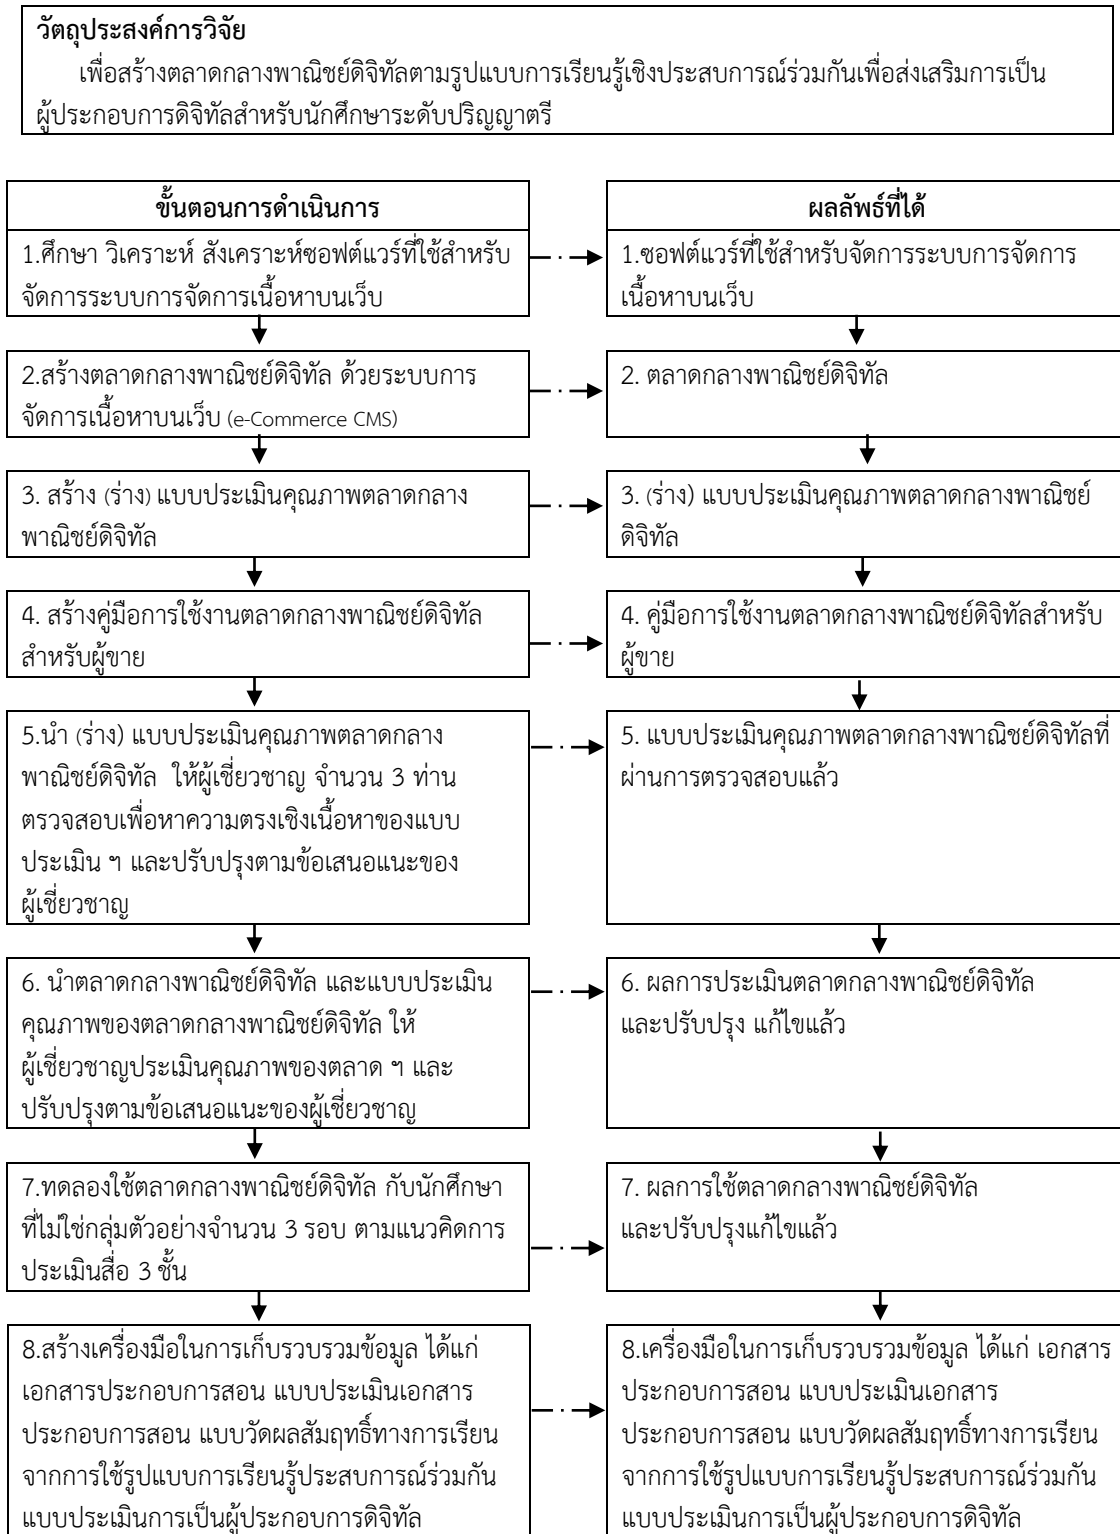 วัตถุประสงค์การวิจัย
เพื่อสร้างตลาดกลางพาณิชย์ดิจิทัลตามรูปแบบการเรียนรู้เชิงประสบการณ์ร่วมกันเพื่อส่งเสริมการเป็น
ผู้ประกอบการดิจิทัลสำหรับนักศึกษาระดับปริญญาตรี
ขั้นตอนการดำเนินการ
ผลลัพธ์ที่ได้
1.ศึกษา วิเคราะห์ สังเคราะห์ซอฟต์แวร์ที่ใช้สำหรับ
จัดการระบบการจัดการเนื้อหาบนเว็บ
1.ซอฟต์แวร์ที่ใช้สำหรับจัดการระบบการจัดการ
เนื้อหาบนเว็บ
2.สร้างตลาดกลางพาณิชย์ดิจิทัล ด้วยระบบการ
จัดการเนื้อหาบนเว็บ (e-Commerce CMS)
2. ตลาดกลางพาณิชย์ดิจิทัล
3. สร้าง (ร่าง) แบบประเมินคุณภาพตลาดกลาง
พาณิชย์ดิจิทัล
3. (ร่าง) แบบประเมินคุณภาพตลาดกลางพาณิชย์
ดิจิทัล
4. สร้างคู่มือการใช้งานตลาดกลางพาณิชย์ดิจิทัล
สำหรับผู้ขาย
4. คู่มือการใช้งานตลาดกลางพาณิชย์ดิจิทัลสำหรับ
ผู้ขาย
5.นำ (ร่าง) แบบประเมินคุณภาพตลาดกลาง
พาณิชย์ดิจิทัล ให้ผู้เชี่ยวชาญ จำนวน 3 ท่าน
ตรวจสอบเพื่อหาความตรงเชิงเนื้อหาของแบบ
ประเมิน ฯ และปรับปรุงตามข้อเสนอแนะของ
ผู้เชี่ยวชาญ
5. แบบประเมินคุณภาพตลาดกลางพาณิชย์ดิจิทัลที่
ผ่านการตรวจสอบแล้ว
6. นำตลาดกลางพาณิชย์ดิจิทัล และแบบประเมิน
คุณภาพของตลาดกลางพาณิชย์ดิจิทัล ให้
ผู้เชี่ยวชาญประเมินคุณภาพของตลาด ฯ และ
ปรับปรุงตามข้อเสนอแนะของผู้เชี่ยวชาญ
6. ผลการประเมินตลาดกลางพาณิชย์ดิจิทัล
และปรับปรุง แก้ไขแล้ว
7.ทดลองใช้ตลาดกลางพาณิชย์ดิจิทัล กับนักศึกษา
ที่ไม่ใช่กลุ่มตัวอย่างจำนวน 3 รอบ ตามแนวคิดการ
ประเมินสื่อ 3 ชั้น
7. ผลการใช้ตลาดกลางพาณิชย์ดิจิทัล
และปรับปรุงแก้ไขแล้ว
8.สร้างเครื่องมือในการเก็บรวบรวมข้อมูล ได้แก่
เอกสารประกอบการสอน แบบประเมินเอกสาร
ประกอบการสอน แบบวัดผลสัมฤทธิ์ทางการเรียน
จากการใช้รูปแบบการเรียนรู้ประสบการณ์ร่วมกัน
แบบประเมินการเป็นผู้ประกอบการดิจิทัล
8.เครื่องมือในการเก็บรวบรวมข้อมูล ได้แก่ เอกสาร
ประกอบการสอน แบบประเมินเอกสาร
ประกอบการสอน แบบวัดผลสัมฤทธิ์ทางการเรียน
จากการใช้รูปแบบการเรียนรู้ประสบการณ์ร่วมกัน
แบบประเมินการเป็นผู้ประกอบการดิจิทัล